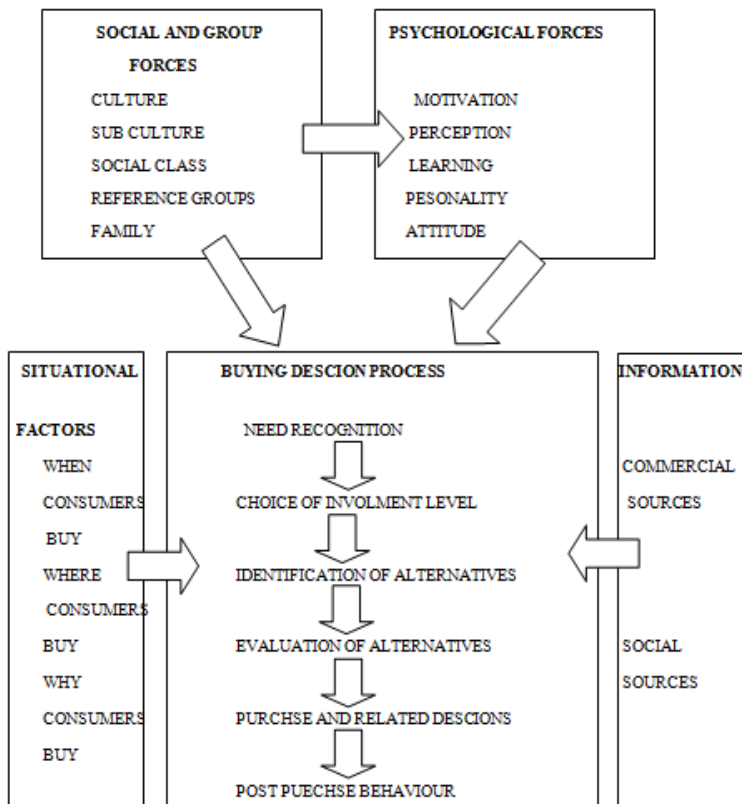 SOCIAL AND GROUP
FORCES
CULTURE
SUB CULTURE
SOCIAL CLASS
REFERENCE GROUPS
FAMILY
PSYCHOLOGICAL FORCES
MOTIVATION
PERCEPTION
LEARNING
PESONALITY
ATTITUDE
SITUATIONAL
FACTORS
WHEN
CONSUMERS
BUY
WHERE
CONSUMERS
BUY
WHY
CONSUMERS
BUY
BUYING DESCION PROCESS
NEED RECOGNITION
CHOICE OF INVOLMENT LEVEL
IDENTIFICATION OF ALTERNATIVES
EVALUATION OF ALTERNATIVES
PURCHSE AND RELATED DESCIONS
POST PUECHSE BEHAVIOUR
INFORMATION
COMMERCIAL
SOURCES
SOCIAL
SOURCES